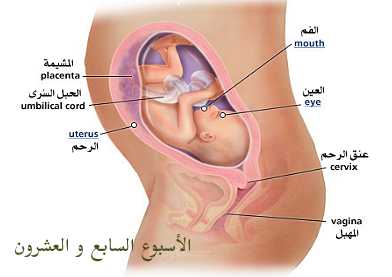 الفم
mouth
المشيمة
placenta
العين
eye
الحبل السرى
umbilical cord
uterus
الرحم
عنق الرحم
cervix
vagina
المهبل
الأسبوع السابع و العشرون